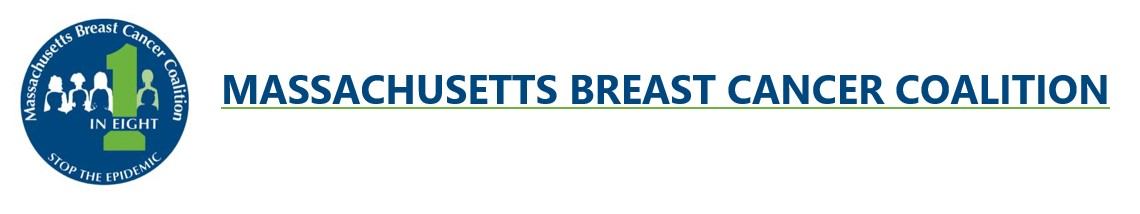 Massachusetts Breast Cancer Coalition
1
IN EIGHT
STOP THE EPIDEMIC
MASSACHUSETTS BREAST CANCER COALITION